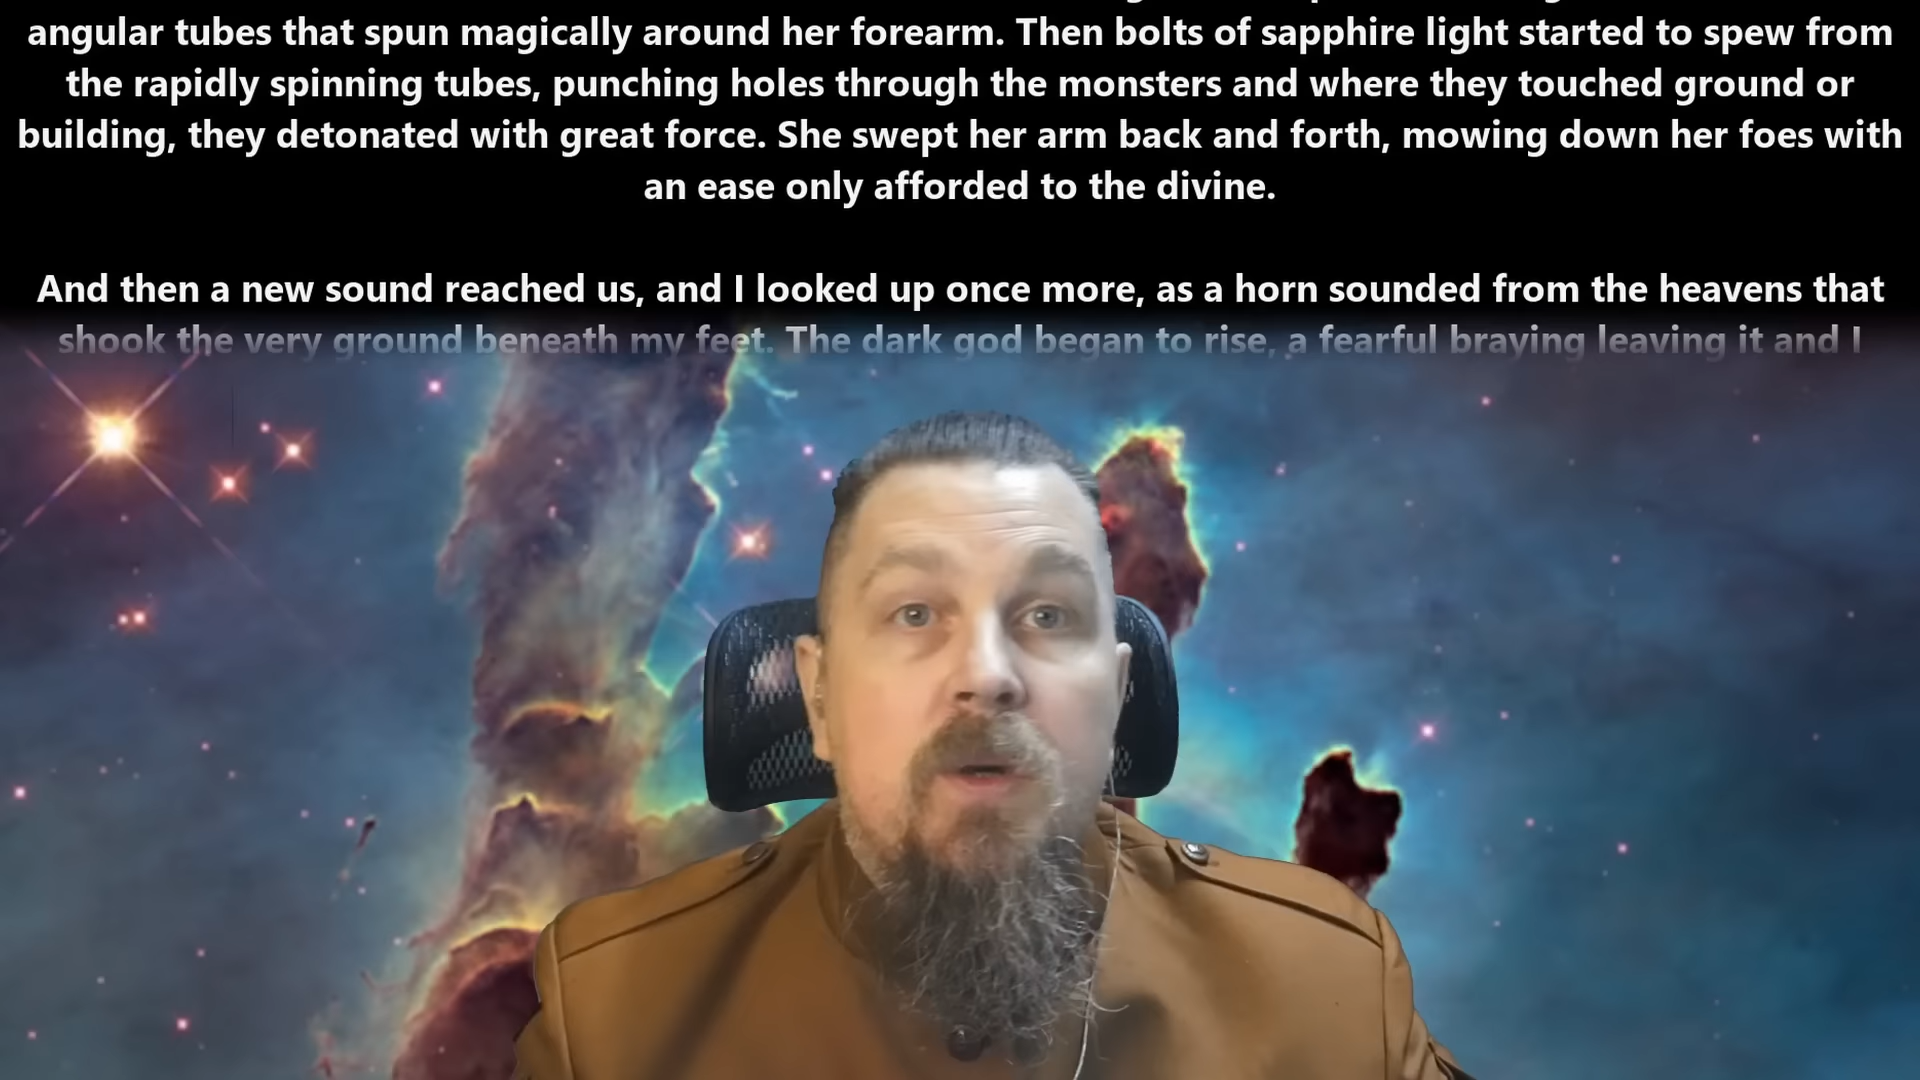 angular tubes that spun magically around her forearm. Then bolts of sapphire light started to spew from
the rapidly spinning tubes, punching holes through the monsters and where they touched ground or
building, they detonated with great force. She swept her arm back and forth, mowing down her foes with
an ease only afforded to the divine.
And then a new sound reached us, and I looked up once more, as a horn sounded from the heavens that
shook the very ground beneath my feet. The dark god began to rise, a fearful braying leaving it and I